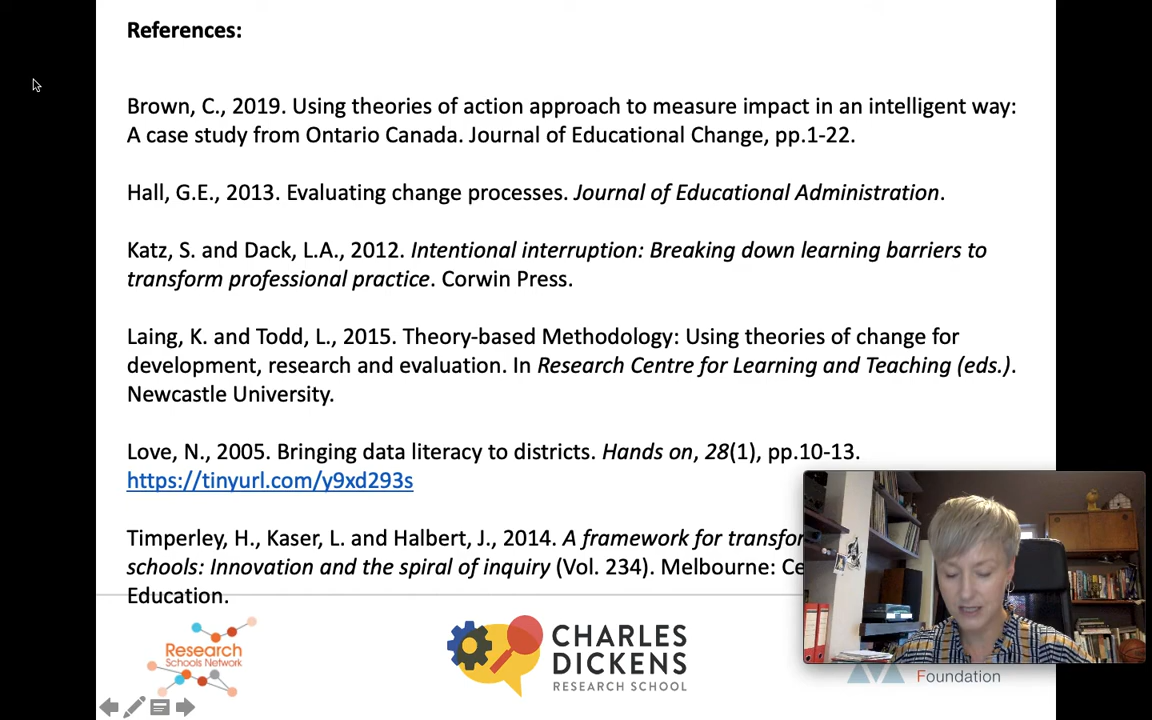 References:
Brown, C., 2019. Using theories of action approach to measure impact in an intelligent way:
A case study from Ontario Canada. Journal of Educational Change, pp.1-22.
Hall, G.E., 2013. Evaluating change processes. Journal of Educational Administration.
Katz, S. and Dack, L.A., 2012. Intentional interruption: Breaking down learning barriers to
transform professional practice. Corwin Press.
Laing, K. and Todd, L., 2015. Theory-based Methodology: Using theories of change for
development, research and evaluation. In Research Centre for Learning and Teaching (eds.).
Newcastle University.
Love, N., 2005. Bringing data literacy to districts. Hands on, 28(1), pp.10-13.
https://tinyurl.com/y9xd293s
Timperley, H., Kaser, L. and Halbert, J., 2014. A framework for
schools: Innovation and the spiral of inquiry (Vol. 234). Melbourne:
Education.
Research
Schools Network
CHARLES
DICKENS
RESEARCH SCHOOL
Foundation